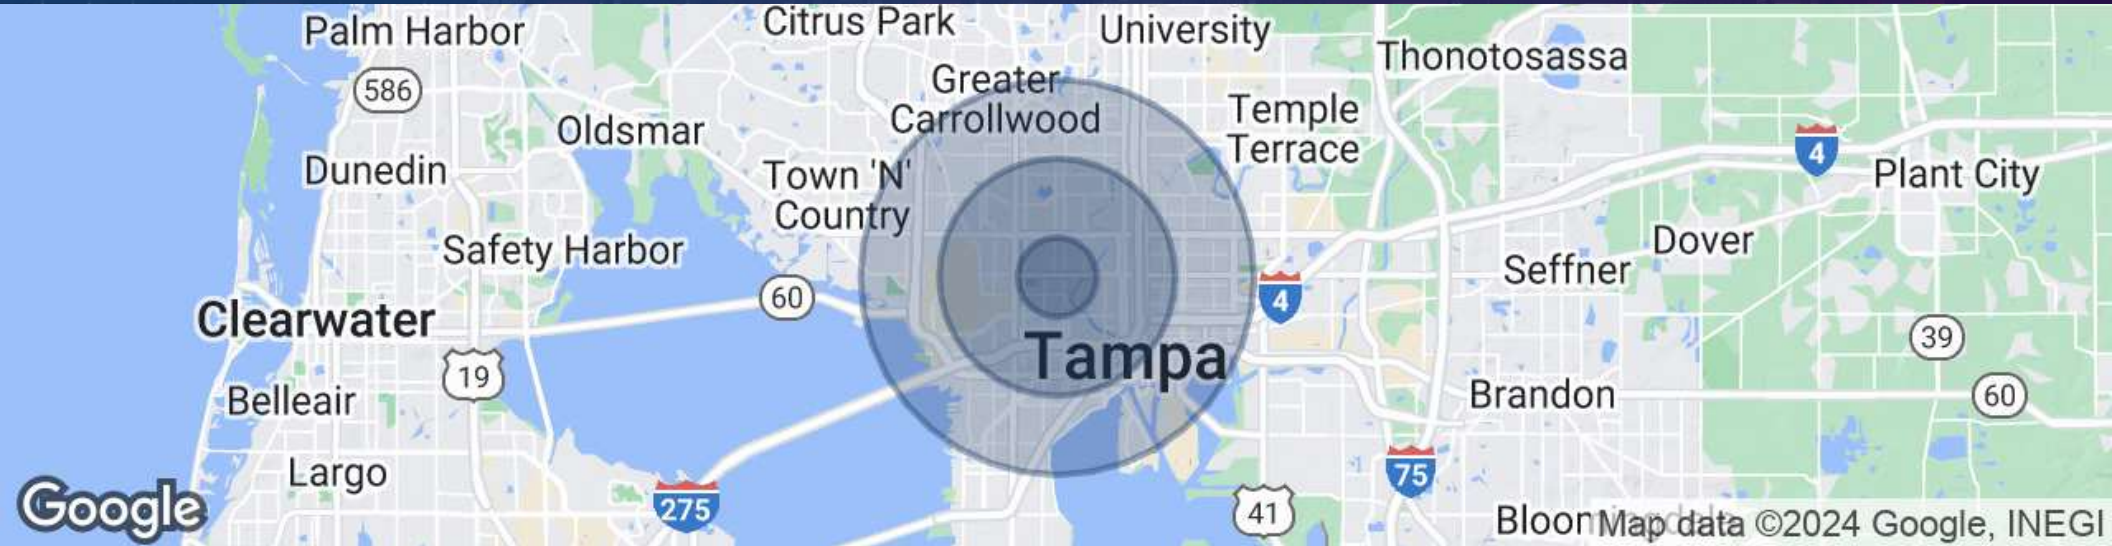 Palm Harbor
Citrus Park
University
Thonotosassa
586
Greater
Carrollwood
Temple
Terrace
Oldsmar
4
Dunedin
Town 'N'
Country
Plant City
Safety Harbor
Dover
Seffner
60
4
Clearwater
39
Tampa
19
Belleair
Brandon
60
Largo
75
275
41
Google
Map data ©2024 Google, INEGI